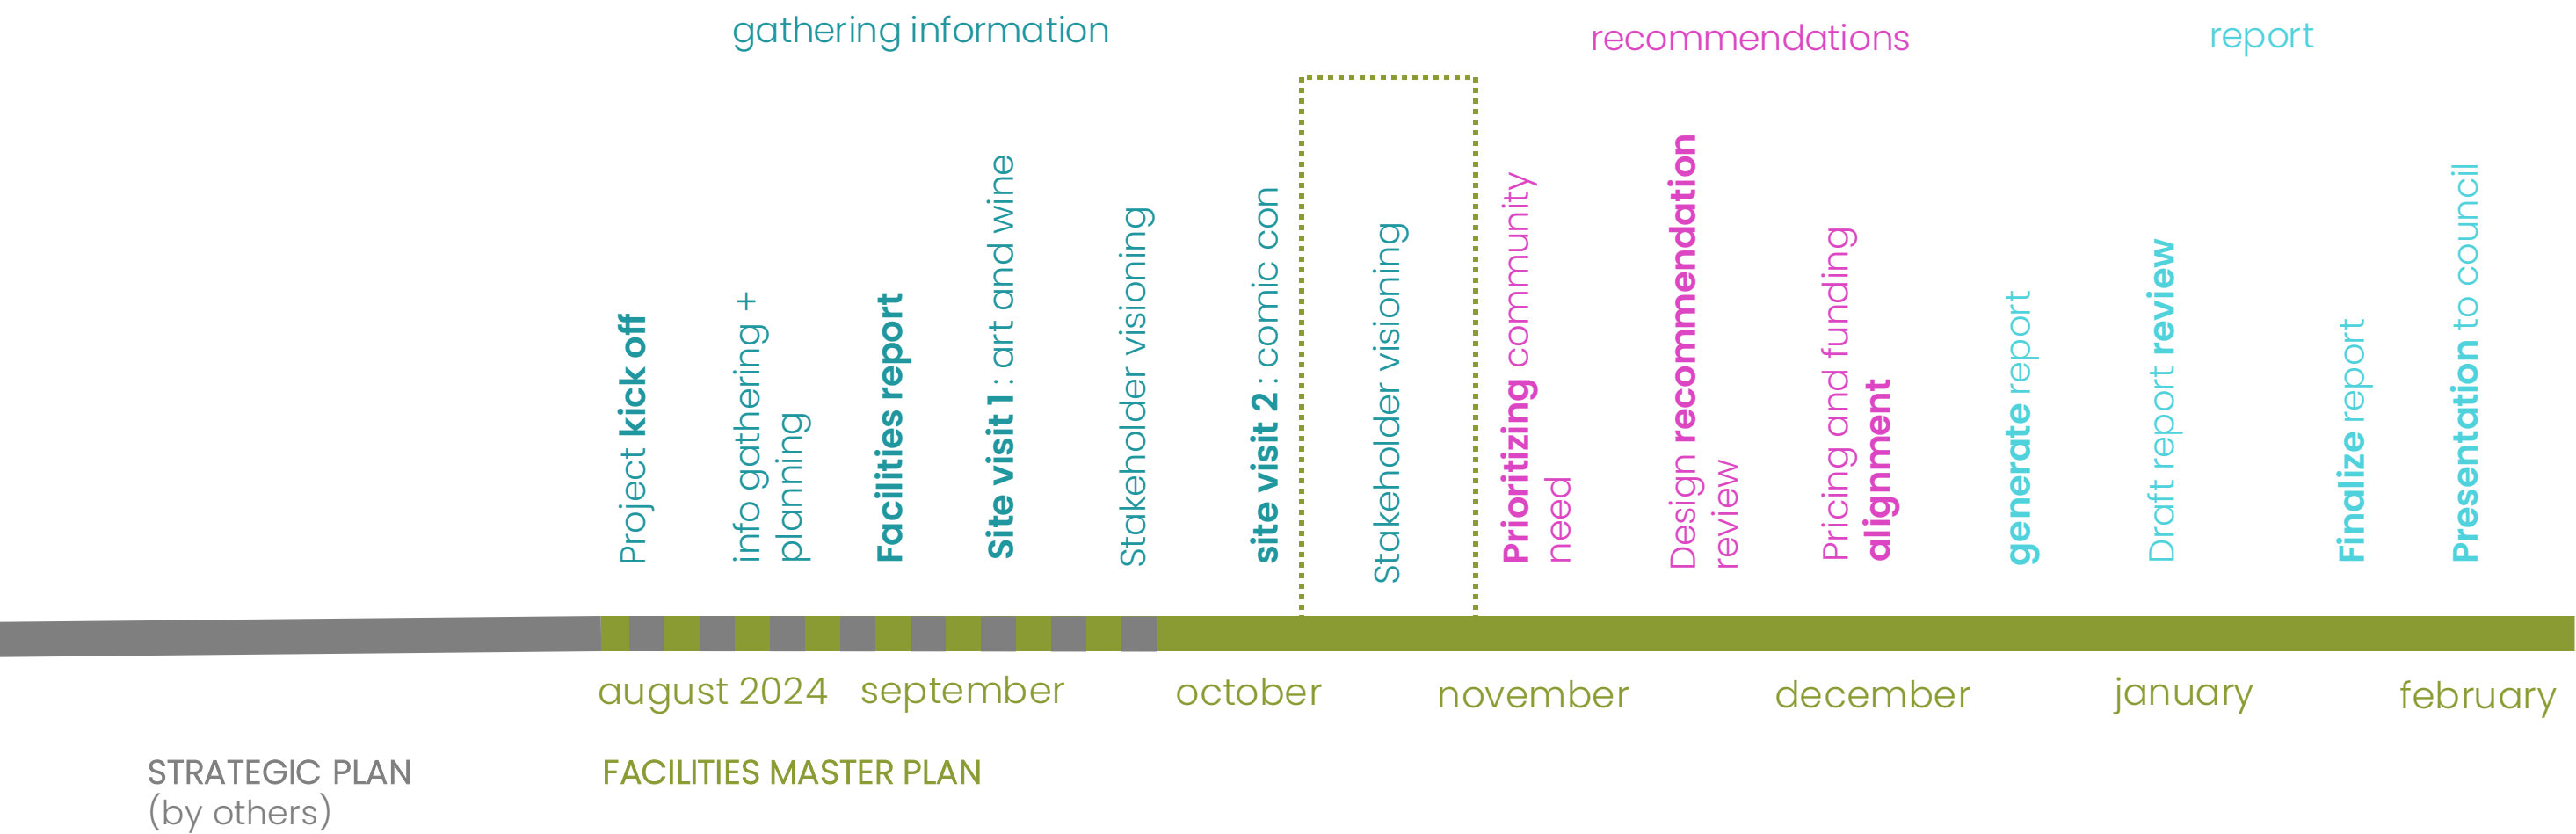 gathering information
recommendations
report
Project kick off
info gathering +
planning
Facilities report
Site visit 1 : art and wine
Stakeholder visioning
site visit 2 : comic con
Stakeholder visioning
Prioritizing community
need
Design recommendation
review
Pricing and funding
alignment
generate report
Draft report review
Finalize report
Presentation to council
august 2024
september
october
november
december
january
february
STRATEGIC PLAN
(by others)
FACILITIES MASTER PLAN